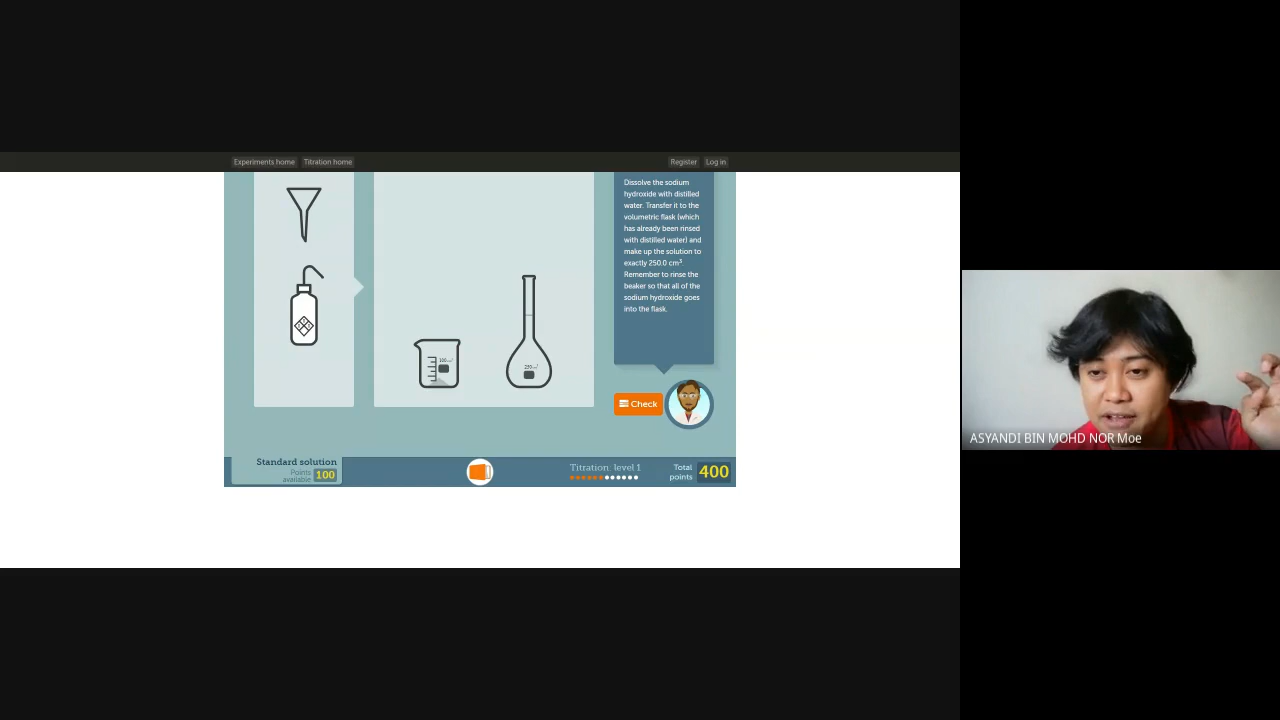 Experiments home
Titration home
Register
Log in
Dissolve the sodium
hydroxide with distilled
water. Transfer it to the
volumetric flask (which
has already been rinsed
with distilled water) and
make up the solution to
exactly 250.0 cm³.
Remember to rinse the
beaker so that all of the
sodium hydroxide goes
into the flask.
Check
ASYANDI BIN MOHD NOR Moe
Standard solution
Points
available
100
Titration: level 1
Total
points
400